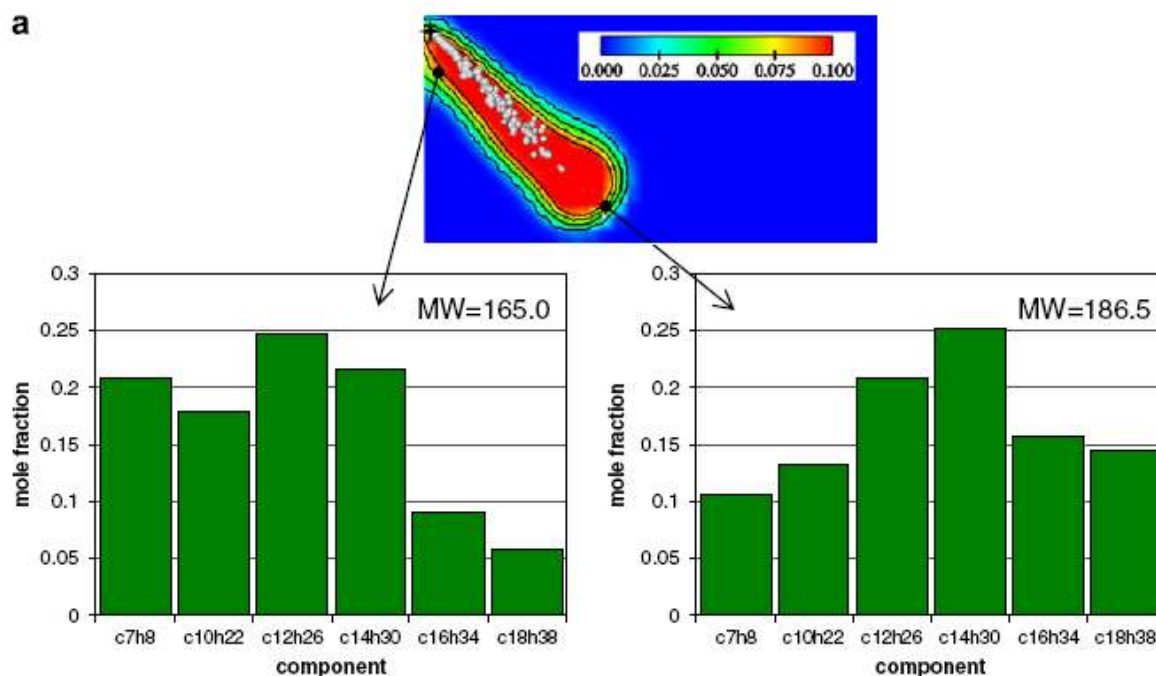 a
0.000 0.025 0.050 0.075 0.100
0.3
0.25
0.2
0.15
0.1
0.05
0
mole fraction
MW=165.0
c7h8 c10h22 c12h26 c14h30 c16h34 c18h38
component
0.3
0.25
0.2
0.15
0.1
0.05
0
mole fraction
MW=186.5
c7h8 c10h22 c12h26 c14h30 c16h34 c18h38
component